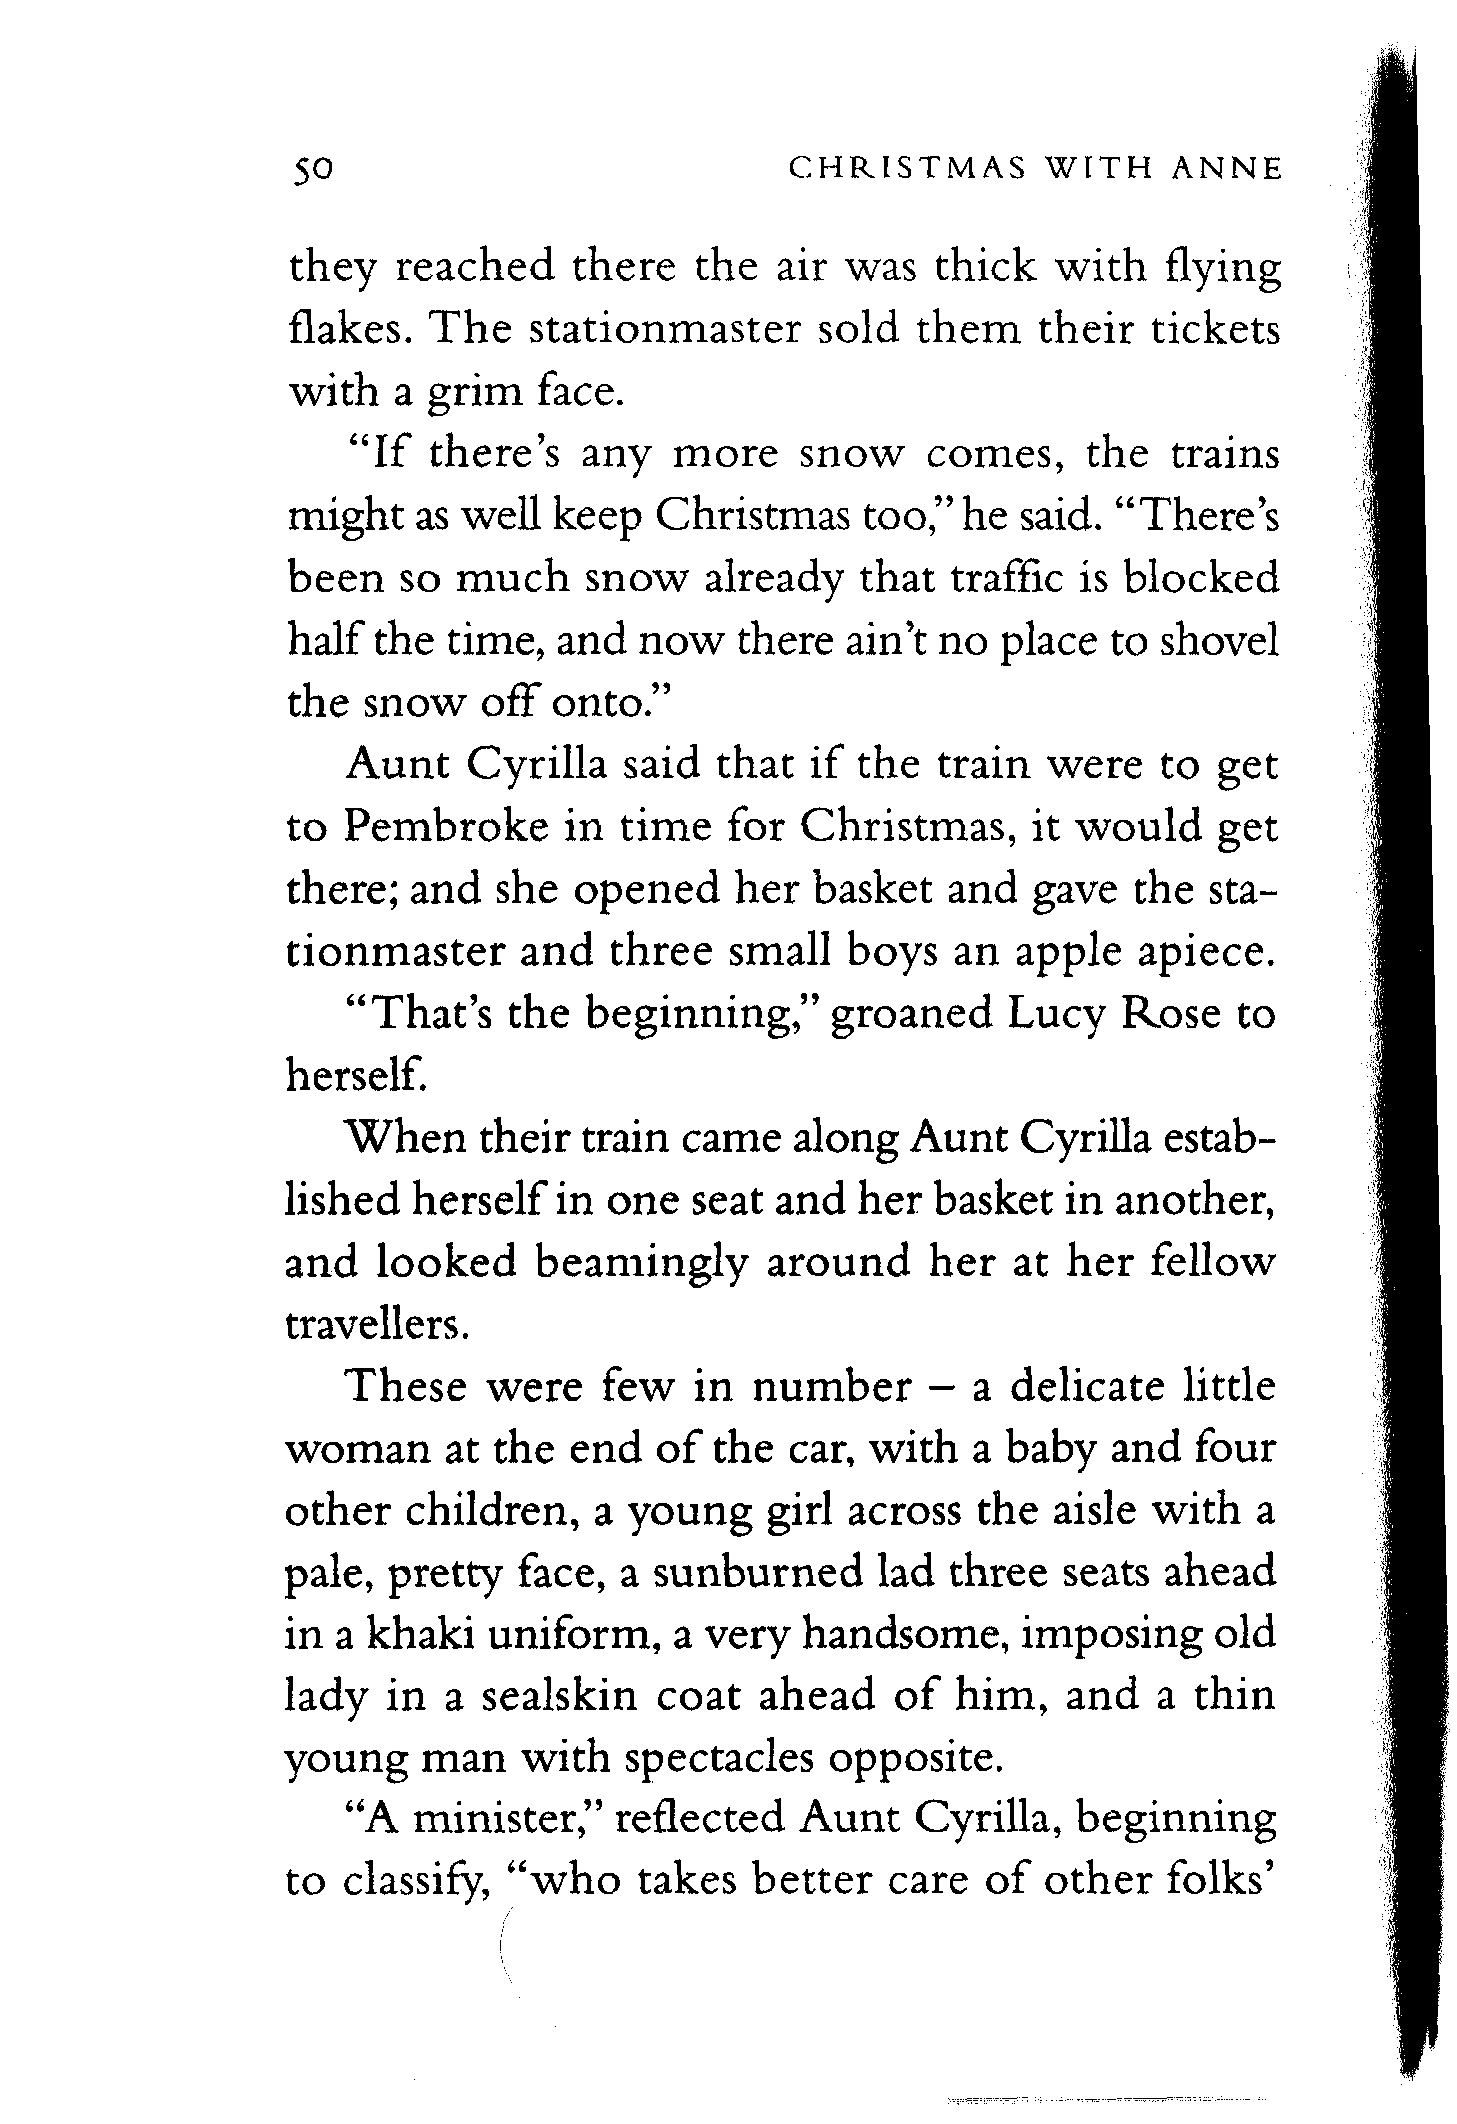 50 CHRISTMAS WITH ANNE
they reached there the air was thick with flying
flakes. The stationmaster sold them their tickets
with a grim face.
“If there’s any more snow comes, the trains
might as well keep Christmas too,” he said. “There’s
been so much snow already that traffic is blocked
half the time, and now there ain’t no place to shovel
the snow off onto.”
Aunt Cyrilla said that if the train were to get
to Pembroke in time for Christmas, it would get
there; and she opened her basket and gave the sta-
tionmaster and three small boys an apple apiece.
“That’s the beginning,” groaned Lucy Rose to
herself.
When their train came along Aunt Cyrilla estab-
lished herself in one seat and her basket in another,
and looked beamingly around her at her fellow
travellers.
These were few in number – a delicate little
woman at the end of the car, with a baby and four
other children, a young girl across the aisle with a
pale, pretty face, a sunburned lad three seats ahead
in a khaki uniform, a very handsome, imposing old
lady in a sealskin coat ahead of him, and a thin
young man with spectacles opposite.
“A minister,” reflected Aunt Cyrilla, beginning
to classify, “who takes better care of other folks’